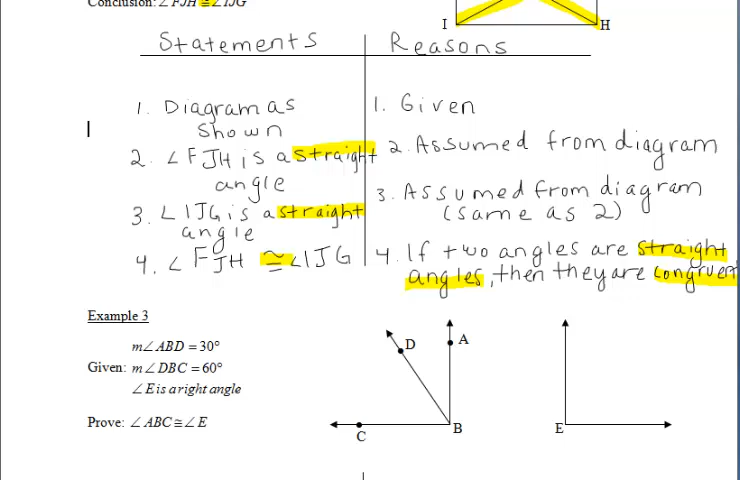 Conclusion: ∠FJH ≅ ∠IJG
I
H
Statements Reasons
1. Diagram as
shown
1. Given
2. ∠FJH is a straight
angle
2. Assumed from diagram
3. ∠IJG is a straight
angle
3. Assumed from diagram
(same as 2)
4. ∠FJH ≅ ∠IJG
4. If two angles are straight
angles, then they are congruent
Example 3
m∠ABD = 30°
Given: m∠DBC = 60°
∠E is a right angle
Prove: ∠ABC ≅ ∠E
D
A
C
B
E